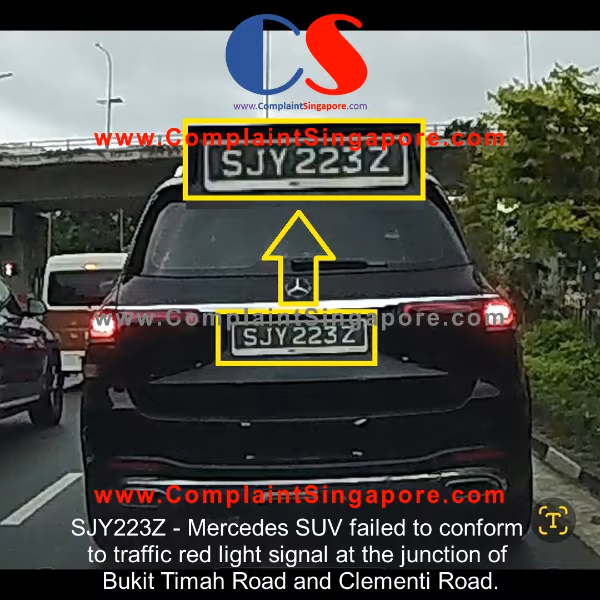 CS
www.ComplaintSingapore.com
www.ComplaintSingapore.com
SJY223Z
www.ComplaintSingapore.com
SJY223Z
www.ComplaintSingapore.com
SJY223Z - Mercedes SUV failed to conform
to traffic red light signal at the junction of
Bukit Timah Road and Clementi Road.
T